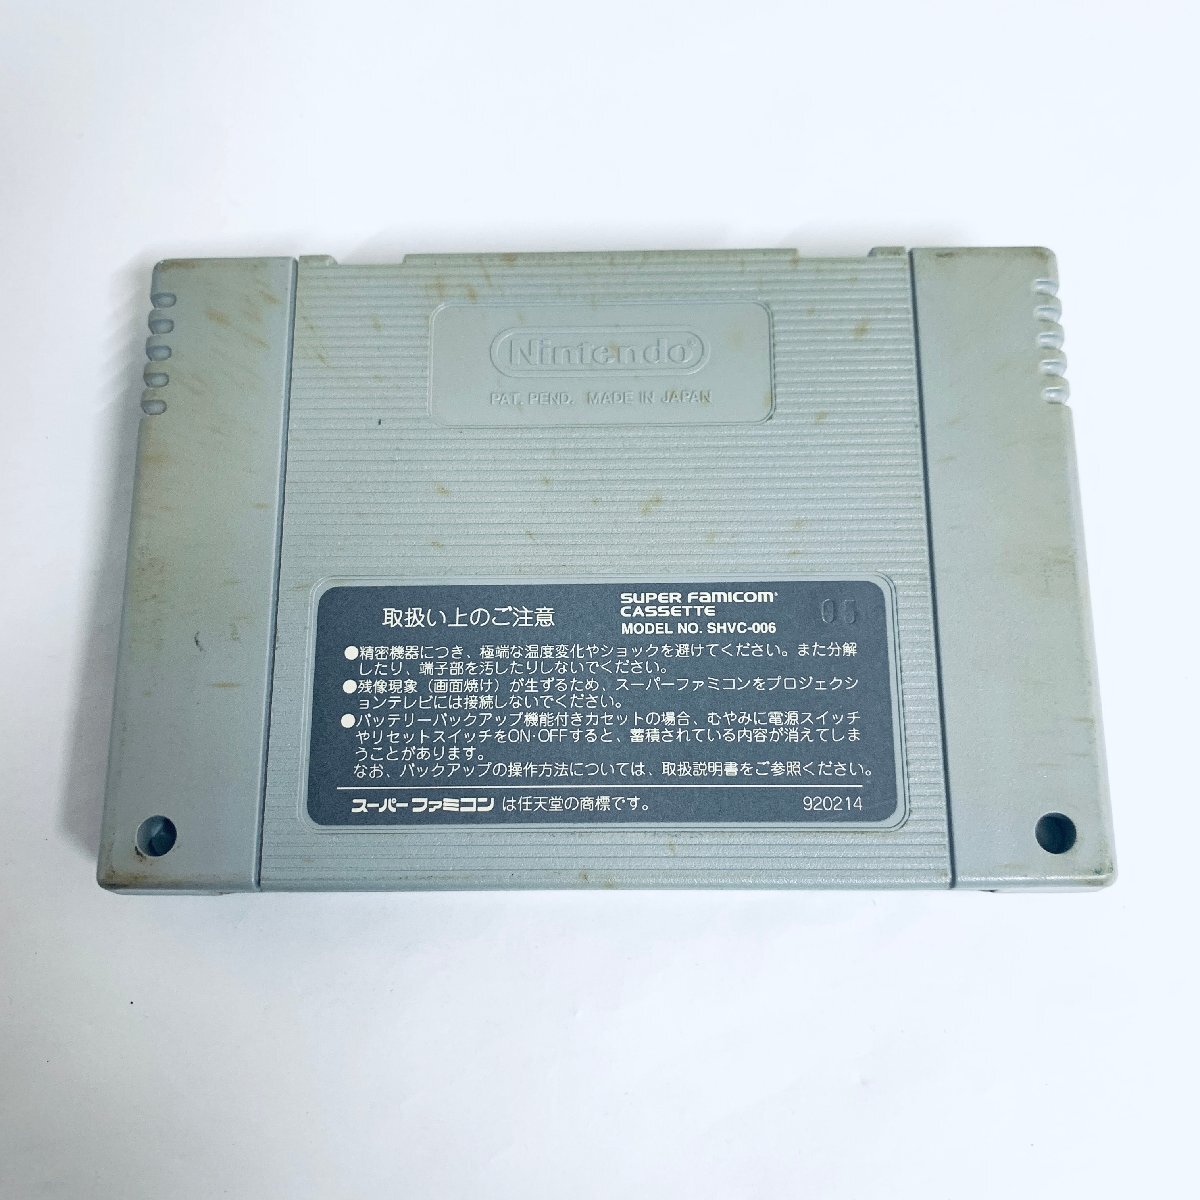 Nintendo®
PAT. PEND. MADE IN JAPAN
取扱い上のご注意
SUPER FAMICOM®
CASSETTE
MODEL NO. SHVC-006
●精密機器につき、極端な温度変化やショックを避けてください。また分解
したり、端子部を汚したりしないでください。
●残像現象（画面焼け）が生ずるため、スーパーファミコンをプロジェクシ
ョンテレビには接続しないでください。
●バッテリーバックアップ機能付きカセットの場合、むやみに電源スイッチ
やリセットスイッチをON・OFFすると、蓄積されている内容が消えてしま
うことがあります。
なお、バックアップの操作方法については、取扱説明書をご参照ください。
スーパーファミコン は任天堂の商標です。 920214